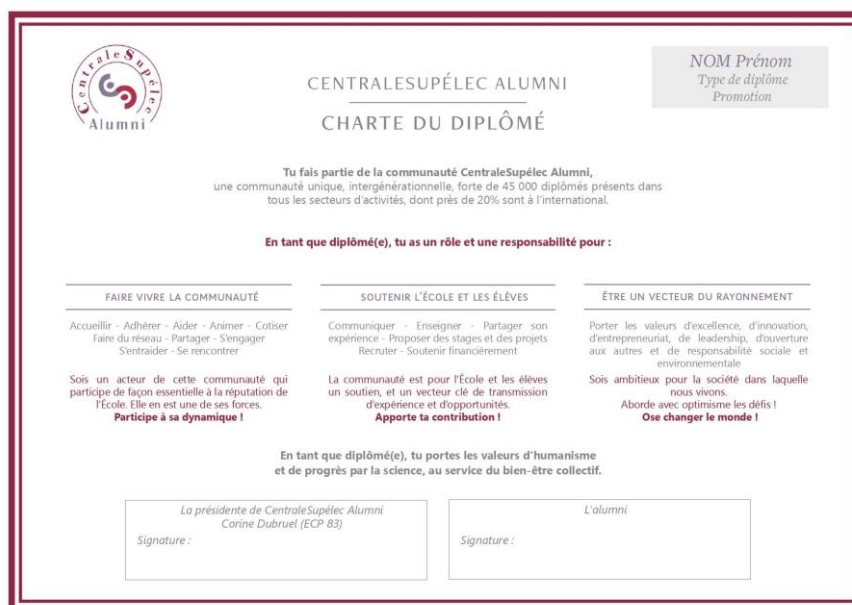 CentraleSupélec
Alumni
CENTRALESUPÉLEC ALUMNI
CHARTE DU DIPLÔMÉ
NOM Prénom
Type de diplôme
Promotion
Tu fais partie de la communauté CentraleSupélec Alumni,
une communauté unique, intergénérationnelle, forte de 45 000 diplômés présents dans
tous les secteurs d'activités, dont près de 20% sont à l'international.
En tant que diplômé(e), tu as un rôle et une responsabilité pour :
FAIRE VIVRE LA COMMUNAUTÉ
Accueillir - Adhérer - Aider - Animer - Cotiser
Faire du réseau - Partager - S'engager
S'entraider - Se rencontrer
Sois un acteur de cette communauté qui
participe de façon essentielle à la réputation de
l'École. Elle en est une de ses forces.
Participe à sa dynamique !
SOUTENIR L'ÉCOLE ET LES ÉLÈVES
Communiquer - Enseigner - Partager son
expérience - Proposer des stages et des projets
Recruter - Soutenir financièrement
La communauté est pour l'École et les élèves
un soutien, et un vecteur clé de transmission
d'expérience et d'opportunités.
Apporte ta contribution !
ÊTRE UN VECTEUR DU RAYONNEMENT
Porter les valeurs d'excellence, d'innovation,
d'entrepreneuriat, de leadership, d'ouverture
aux autres et de responsabilité sociale et
environnementale
Sois ambitieux pour la société dans laquelle
nous vivons.
Aborde avec optimisme les défis !
Ose changer le monde !
En tant que diplômé(e), tu portes les valeurs d'humanisme
et de progrès par la science, au service du bien-être collectif.
La présidente de CentraleSupélec Alumni
Corine Dubruel (ECP 83)
Signature :
L'alumni
Signature :